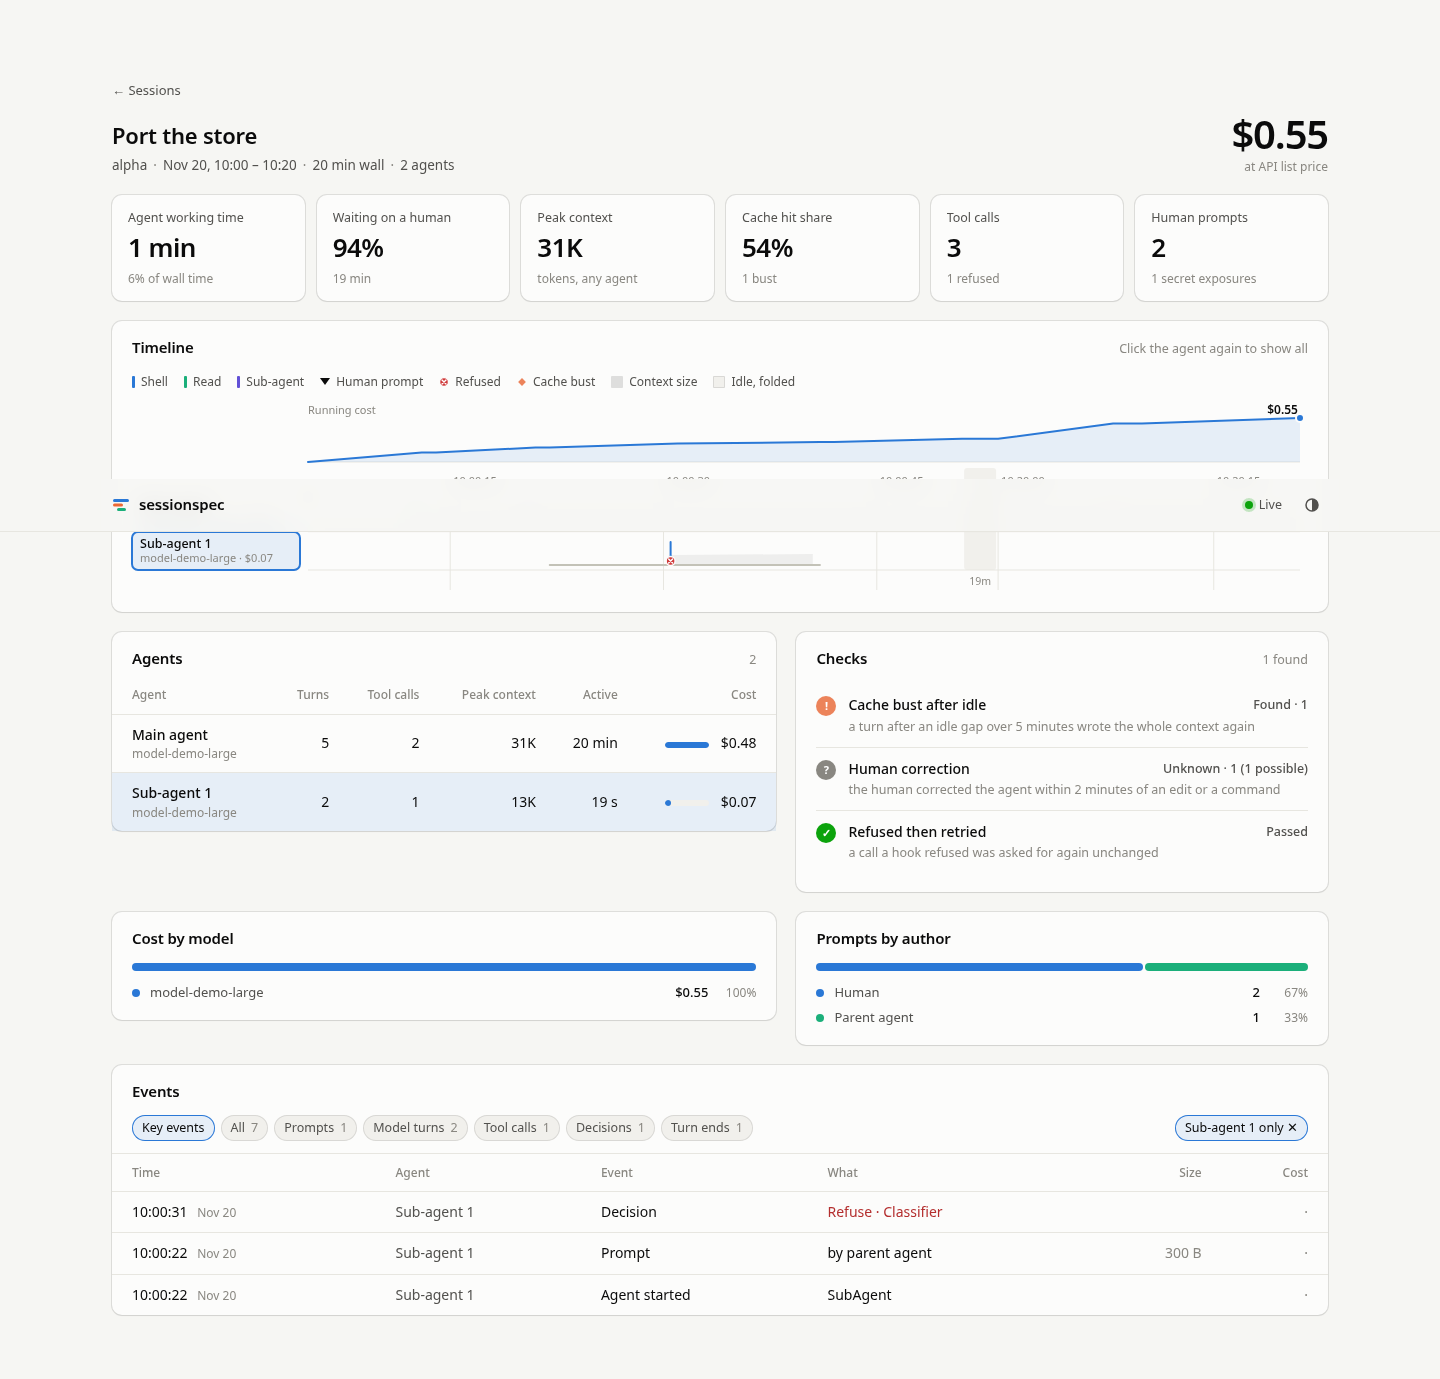 ← Sessions
Port the store
$0.55
alpha · Nov 20, 10:00 – 10:20 · 20 min wall · 2 agents
at API list price
Agent working time
1 min
6% of wall time
Waiting on a human
94%
19 min
Peak context
31K
tokens, any agent
Cache hit share
54%
1 bust
Tool calls
3
1 refused
Human prompts
2
1 secret exposures
Timeline
Click the agent again to show all
Shell Read Sub-agent Human prompt Refused Cache bust Context size Idle, folded
Running cost
$0.55
sessionspec
Live
Sub-agent 1
model-demo-large · $0.07
19m
Agents
2
Agent Turns Tool calls Peak context Active Cost
Main agent 5 2 31K 20 min $0.48
model-demo-large
Sub-agent 1 2 1 13K 19 s $0.07
model-demo-large
Checks
1 found
! Cache bust after idle Found · 1
a turn after an idle gap over 5 minutes wrote the whole context again
? Human correction Unknown · 1 (1 possible)
the human corrected the agent within 2 minutes of an edit or a command
✓ Refused then retried Passed
a call a hook refused was asked for again unchanged
Cost by model
model-demo-large $0.55 100%
Prompts by author
Human 2 67%
Parent agent 1 33%
Events
Key events All 7 Prompts 1 Model turns 2 Tool calls 1 Decisions 1 Turn ends 1 Sub-agent 1 only ✕
Time Agent Event What Size Cost
10:00:31 Nov 20 Sub-agent 1 Decision Refuse · Classifier ·
10:00:22 Nov 20 Sub-agent 1 Prompt by parent agent 300 B ·
10:00:22 Nov 20 Sub-agent 1 Agent started SubAgent ·